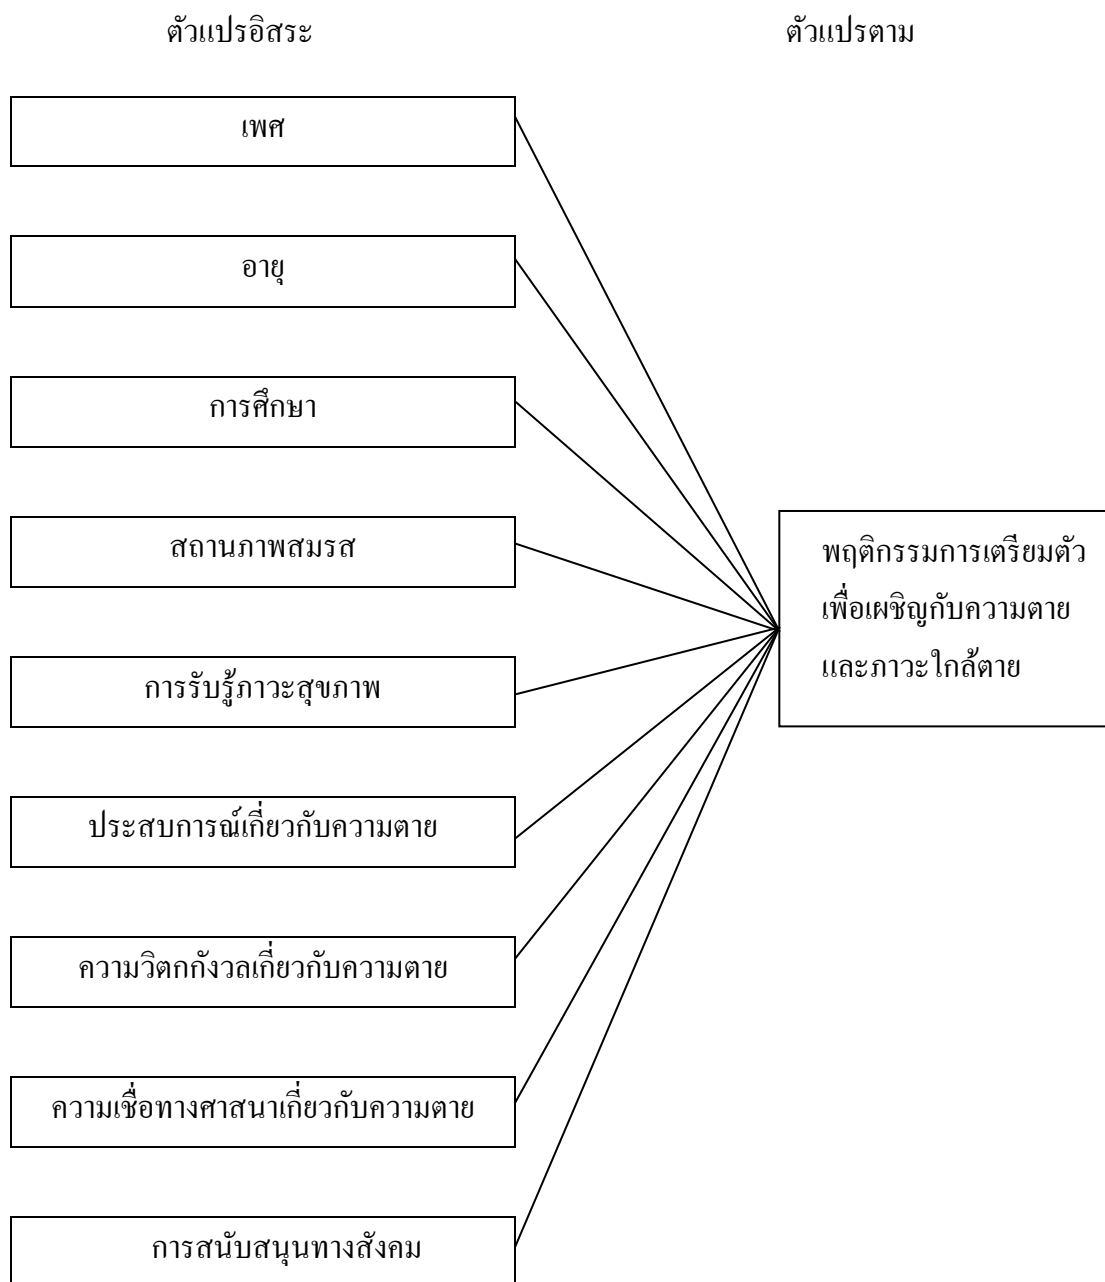 ตัวแปรอิสระ
ตัวแปรตาม
เพศ
อายุ
การศึกษา
สถานภาพสมรส
การรับรู้ภาวะสุขภาพ
ประสบการณ์เกี่ยวกับความตาย
ความวิตกกังวลเกี่ยวกับความตาย
ความเชื่อทางศาสนาเกี่ยวกับความตาย
การสนับสนุนทางสังคม
พฤติกรรมการเตรียมตัว
เพื่อเผชิญกับความตาย
และภาวะใกล้ตาย